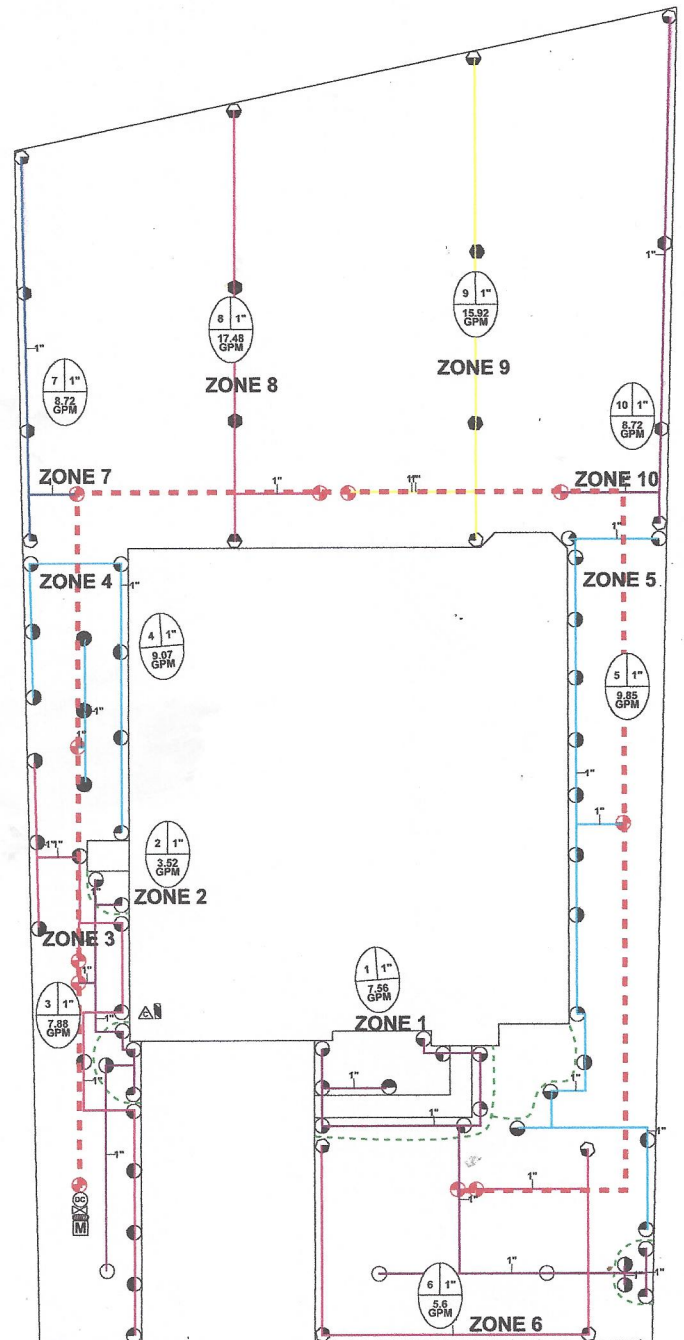 9 1"
15.92
GPM
8 1"
17.48
GPM
1"
ZONE 9
ZONE 8
1"
7 1"
8.72
GPM
10 1"
8.72
GPM
ZONE 7
1"
1"
ZONE 10
1"
ZONE 4
1"
ZONE 5
4 1"
9.07
GPM
5 1"
9.85
GPM
1"
1"
1"
1"
2 1"
3.52
GPM
1"
ZONE 2
ZONE 3
1"
1 1"
7.56
GPM
3 1"
7.88
GPM
1"
ZONE 1
1"
1"
1"
1"
1"
1"
1"
1"
DC
M
1"
1"
1"
6 1"
5.6
GPM
ZONE 6